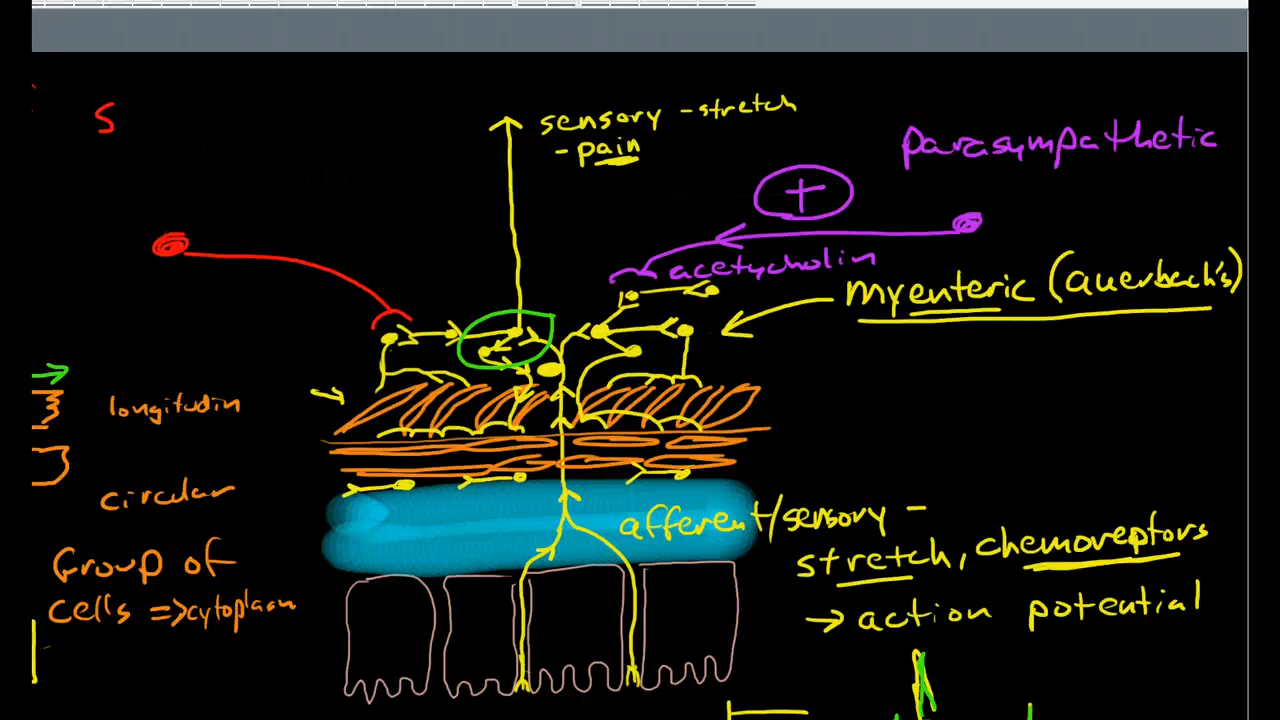 S
sensory - stretch
- pain
parasympathetic
+
acetycholin
myenteric (auerbach's)
longitudin
circular
Group of
cells => cytoplasm
afferent/sensory -
stretch, chemoreptors
→ action potential